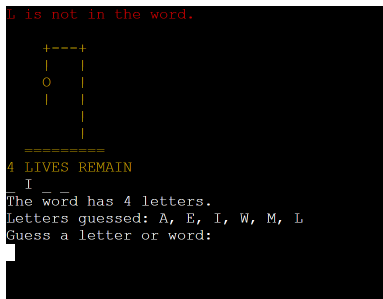 L is not in the word.
+---+
|   |
O   |
|   |
    |
    |
=========
4 LIVES REMAIN
_ I _ _
The word has 4 letters.
Letters guessed: A, E, I, W, M, L
Guess a letter or word: